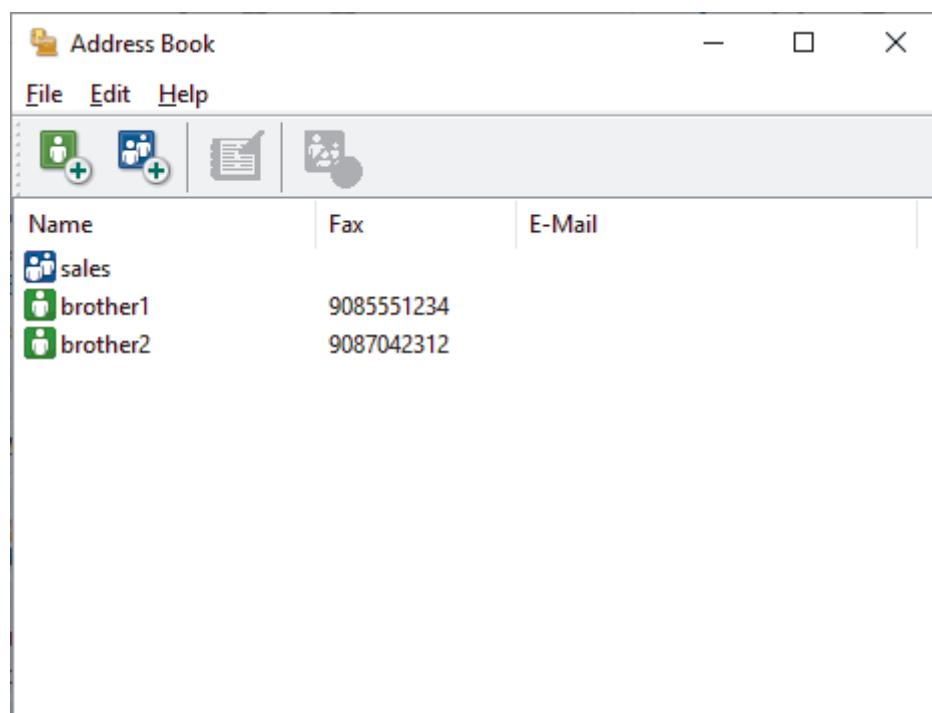 Address Book
File Edit Help
Name Fax E-Mail
sales
brother1 9085551234
brother2 9087042312